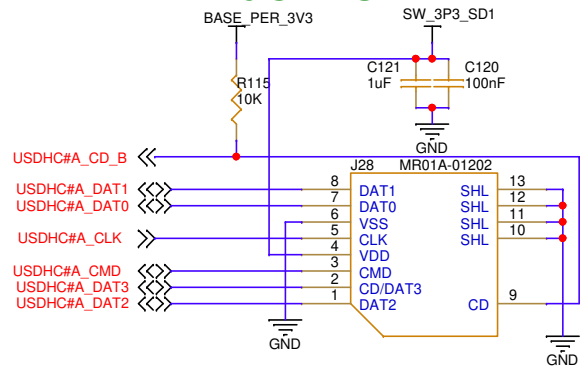 BASE_PER_3V3
SW_3P3_SD1
R115
10K
C121
1uF
C120
100nF
GND
USDHC#A_CD_B
J28
MR01A-01202
USDHC#A_DAT1
8
DAT1
SHL
13
USDHC#A_DAT0
7
DAT0
SHL
12
6
VSS
SHL
11
USDHC#A_CLK
5
CLK
SHL
10
4
VDD
USDHC#A_CMD
3
CMD
USDHC#A_DAT3
2
CD/DAT3
USDHC#A_DAT2
1
DAT2
CD
9
GND
GND